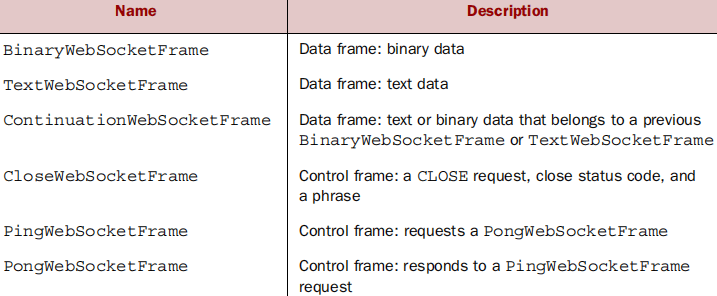 Name Description
BinaryWebSocketFrame Data frame: binary data
TextWebSocketFrame Data frame: text data
ContinuationWebSocketFrame Data frame: text or binary data that belongs to a previous
BinaryWebSocketFrame or TextWebSocketFrame
CloseWebSocketFrame Control frame: a CLOSE request, close status code, and
a phrase
PingWebSocketFrame Control frame: requests a PongWebSocketFrame
PongWebSocketFrame Control frame: responds to a PingWebSocketFrame
request